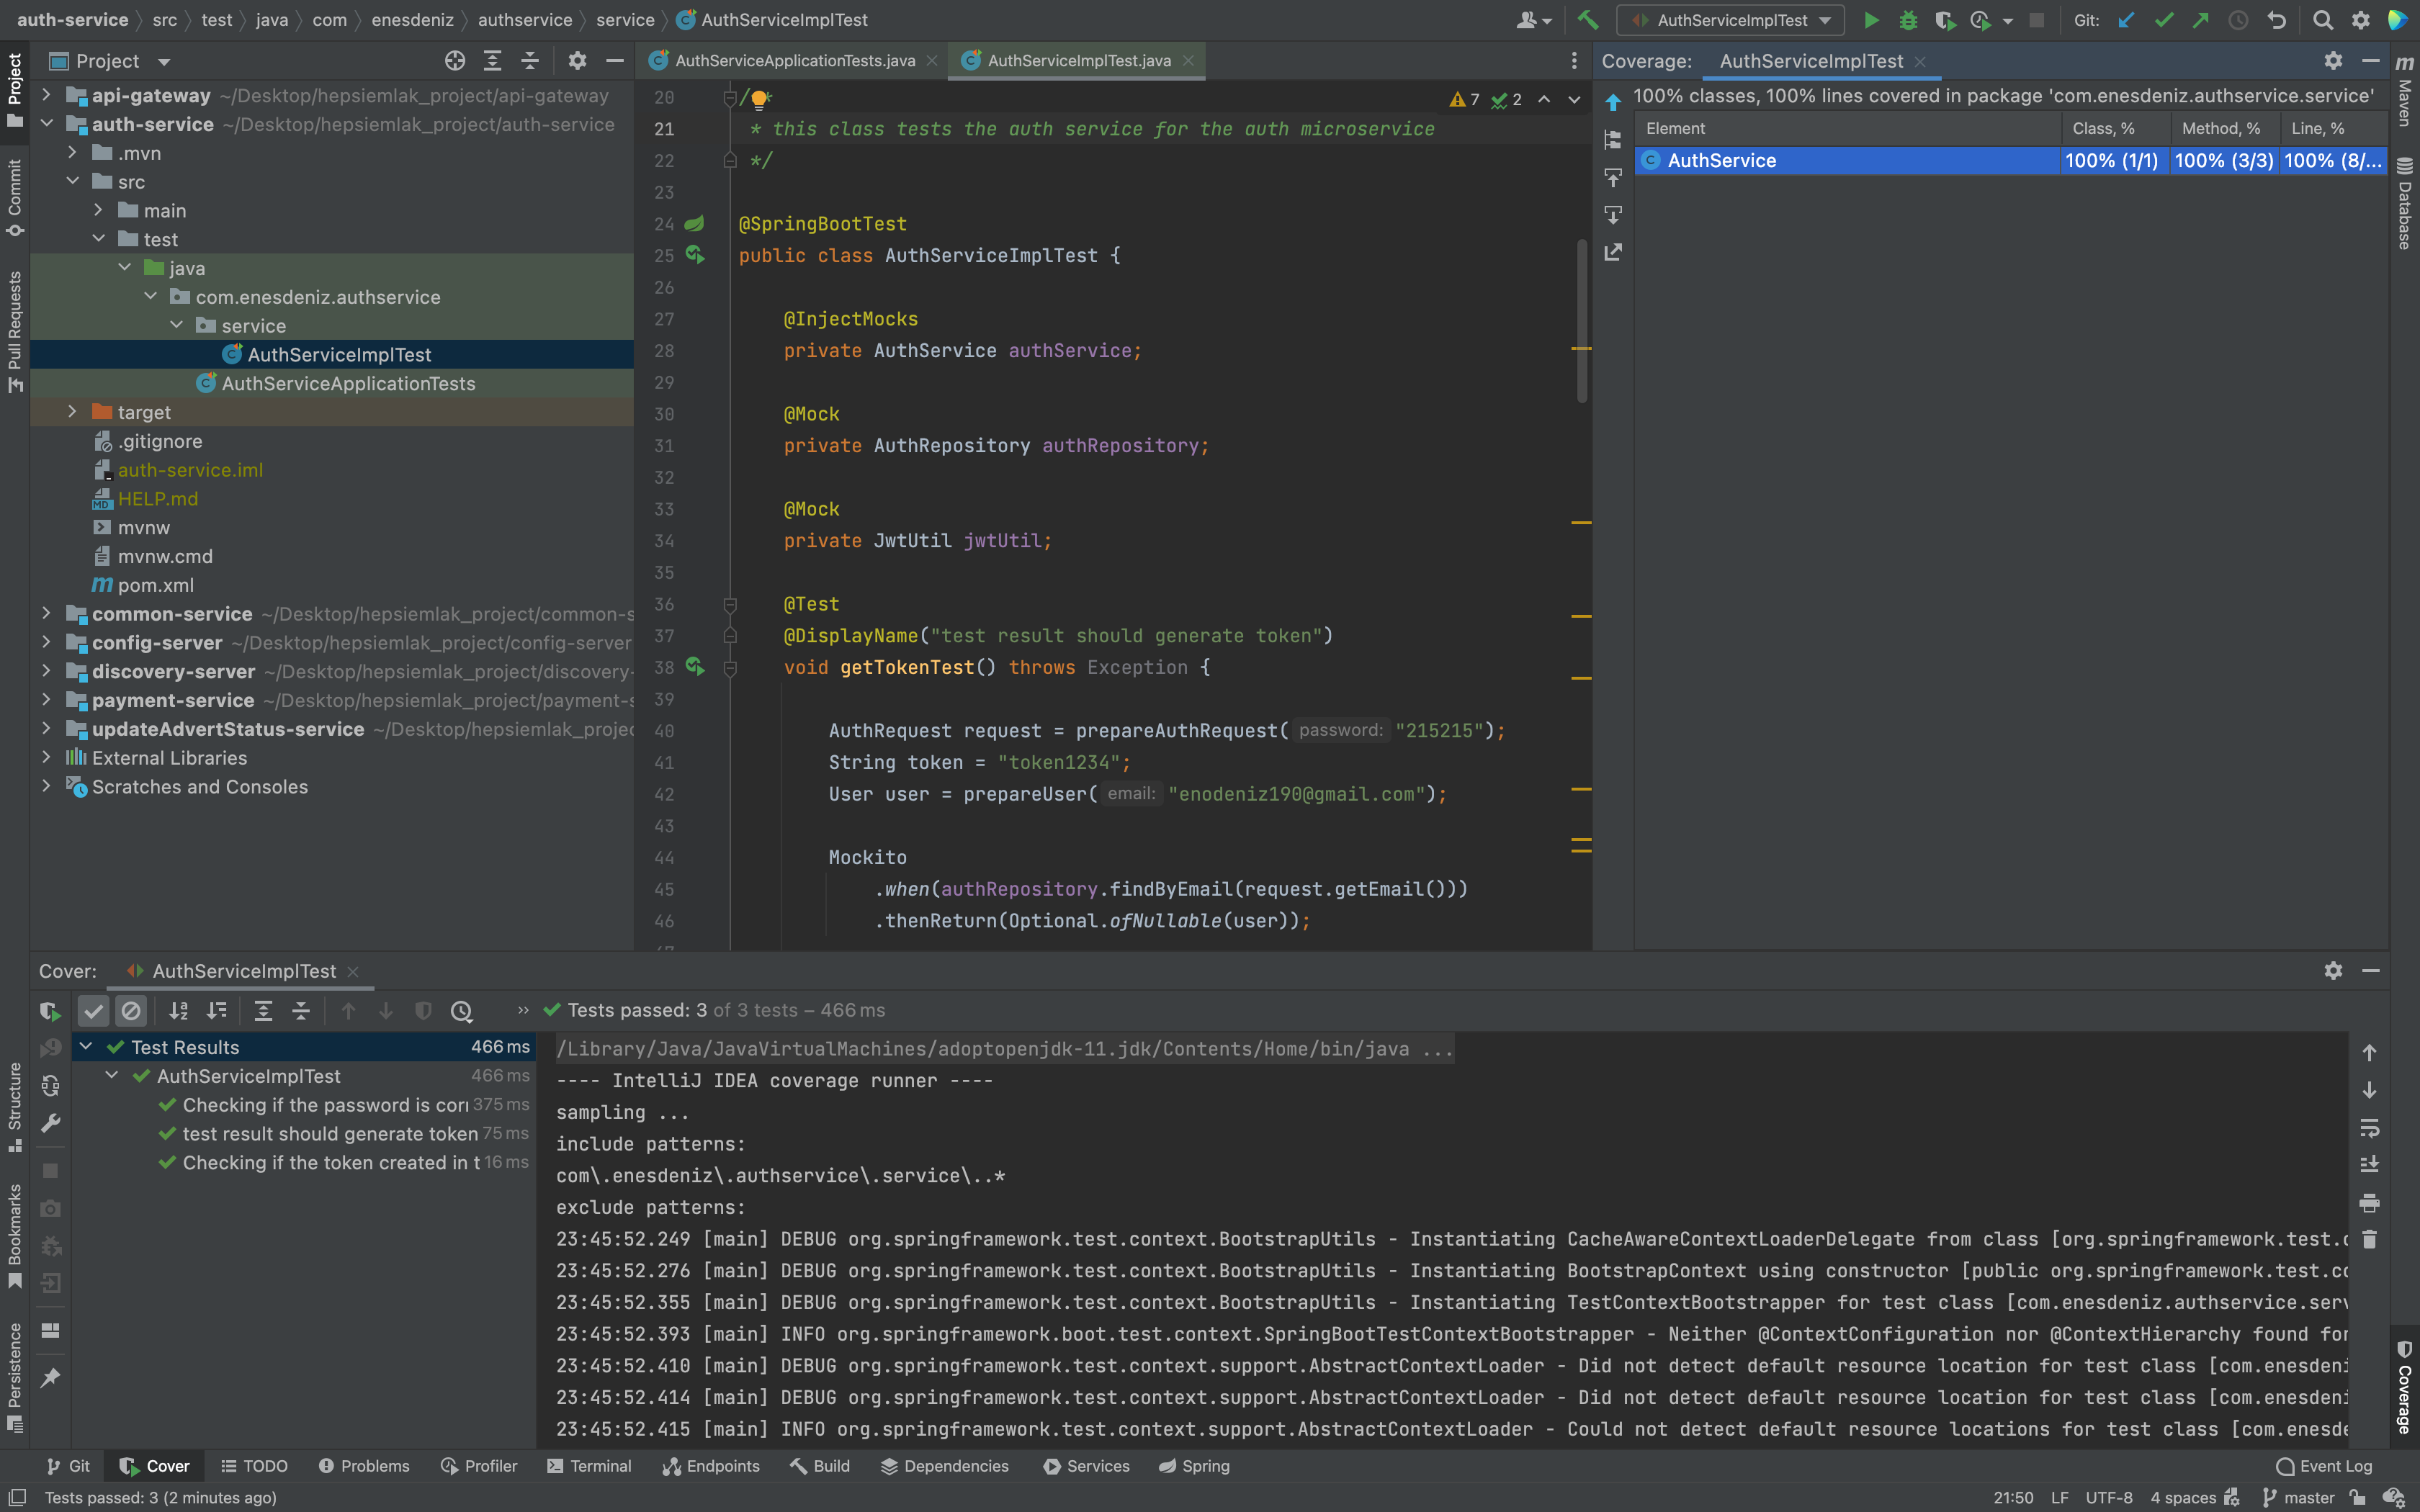 auth-service src test java com enesdeniz authservice service AuthServiceImplTest
AuthServiceImplTest
Git:
Project
AuthServiceApplicationTests.java
AuthServiceImplTest.java
Coverage: AuthServiceImplTest
Project
Commit
Pull Requests
Structure
Bookmarks
Persistence
Maven
Database
Coverage
api-gateway ~/Desktop/hepsiemlak_project/api-gateway
auth-service ~/Desktop/hepsiemlak_project/auth-service
.mvn
src
main
test
java
com.enesdeniz.authservice
service
AuthServiceImplTest
AuthServiceApplicationTests
target
.gitignore
auth-service.iml
HELP.md
mvnw
mvnw.cmd
pom.xml
common-service ~/Desktop/hepsiemlak_project/common-s
config-server ~/Desktop/hepsiemlak_project/config-server
discovery-server ~/Desktop/hepsiemlak_project/discovery-
payment-service ~/Desktop/hepsiemlak_project/payment-s
updateAdvertStatus-service ~/Desktop/hepsiemlak_projec
External Libraries
Scratches and Consoles
7 2
20 /**
21 * this class tests the auth service for the auth microservice
22 */
23
24 @SpringBootTest
25 public class AuthServiceImplTest {
26
27 @InjectMocks
28 private AuthService authService;
29
30 @Mock
31 private AuthRepository authRepository;
32
33 @Mock
34 private JwtUtil jwtUtil;
35
36 @Test
37 @DisplayName("test result should generate token")
38 void getTokenTest() throws Exception {
39
40 AuthRequest request = prepareAuthRequest( password: "215215");
41 String token = "token1234";
42 User user = prepareUser( email: "enodeniz190@gmail.com");
43
44 Mockito
45 .when(authRepository.findByEmail(request.getEmail()))
46 .thenReturn(Optional.ofNullable(user));
100% classes, 100% lines covered in package 'com.enesdeniz.authservice.service'
Element Class, % Method, % Line, %
AuthService 100% (1/1) 100% (3/3) 100% (8/...
Cover: AuthServiceImplTest
Tests passed: 3 of 3 tests – 466 ms
Test Results 466 ms
AuthServiceImplTest 466 ms
Checking if the password is corr 375 ms
test result should generate token 75 ms
Checking if the token created in t 16 ms
/Library/Java/JavaVirtualMachines/adoptopenjdk-11.jdk/Contents/Home/bin/java ...
---- IntelliJ IDEA coverage runner ----
sampling ...
include patterns:
com\.enesdeniz\.authservice\.service\..*
exclude patterns:
23:45:52.249 [main] DEBUG org.springframework.test.context.BootstrapUtils - Instantiating CacheAwareContextLoaderDelegate from class [org.springframework.test.c
23:45:52.276 [main] DEBUG org.springframework.test.context.BootstrapUtils - Instantiating BootstrapContext using constructor [public org.springframework.test.co
23:45:52.355 [main] DEBUG org.springframework.test.context.BootstrapUtils - Instantiating TestContextBootstrapper for test class [com.enesdeniz.authservice.serv
23:45:52.393 [main] INFO org.springframework.boot.test.context.SpringBootTestContextBootstrapper - Neither @ContextConfiguration nor @ContextHierarchy found for
23:45:52.410 [main] DEBUG org.springframework.test.context.support.AbstractContextLoader - Did not detect default resource location for test class [com.enesdeni
23:45:52.414 [main] DEBUG org.springframework.test.context.support.AbstractContextLoader - Did not detect default resource location for test class [com.enesdeni
23:45:52.415 [main] INFO org.springframework.test.context.support.AbstractContextLoader - Could not detect default resource locations for test class [com.enesde
Git Cover TODO Problems Profiler Terminal Endpoints Build Dependencies Services Spring Event Log
Tests passed: 3 (2 minutes ago) 21:50 LF UTF-8 4 spaces master